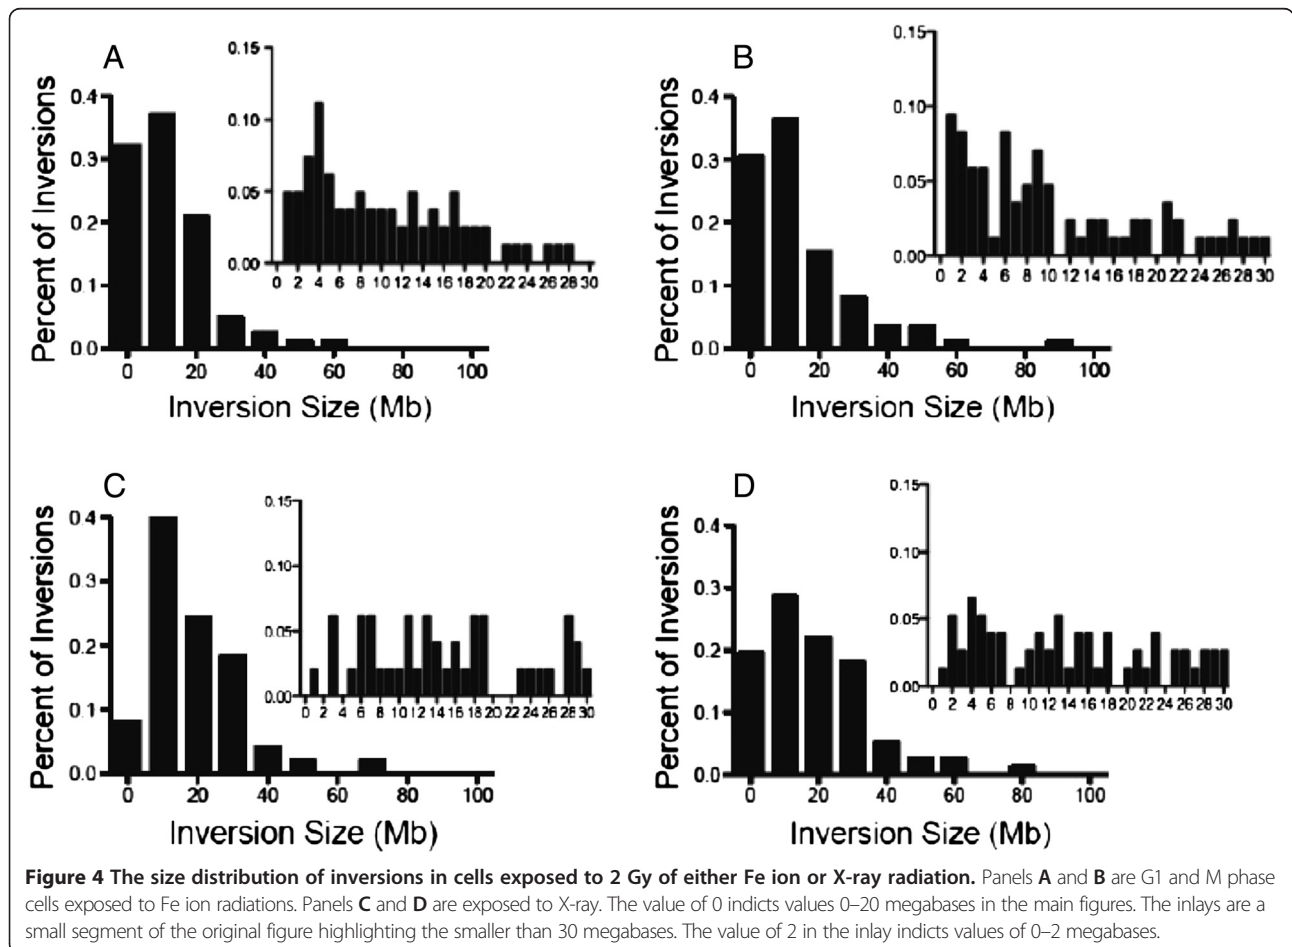 A
0.15
0.10
0.05
0.00
0 2 4 6 8 10 12 14 16 18 20 22 24 26 28 30
0.4
0.3
0.2
0.1
0.0
0 20 40 60 80 100
Percent of Inversions
Inversion Size (Mb)
B
0.15
0.10
0.05
0.00
0 2 4 6 8 10 12 14 16 18 20 22 24 26 28 30
0.4
0.3
0.2
0.1
0.0
0 20 40 60 80 100
Percent of Inversions
Inversion Size (Mb)
C
0.15
0.10
0.05
0.00
0 2 4 6 8 10 12 14 16 18 20 22 24 26 28 30
0.4
0.3
0.2
0.1
0.0
0 20 40 60 80 100
Percent of Inversions
Inversion Size (Mb)
D
0.15
0.10
0.05
0.00
0 2 4 6 8 10 12 14 16 18 20 22 24 26 28 30
0.4
0.3
0.2
0.1
0.0
0 20 40 60 80 100
Percent of Inversions
Inversion Size (Mb)
Figure 4 The size distribution of inversions in cells exposed to 2 Gy of either Fe ion or X-ray radiation. Panels A and B are G1 and M phase
cells exposed to Fe ion radiations. Panels C and D are exposed to X-ray. The value of 0 indicts values 0–20 megabases in the main figures. The inlays are a
small segment of the original figure highlighting the smaller than 30 megabases. The value of 2 in the inlay indicts values of 0–2 megabases.